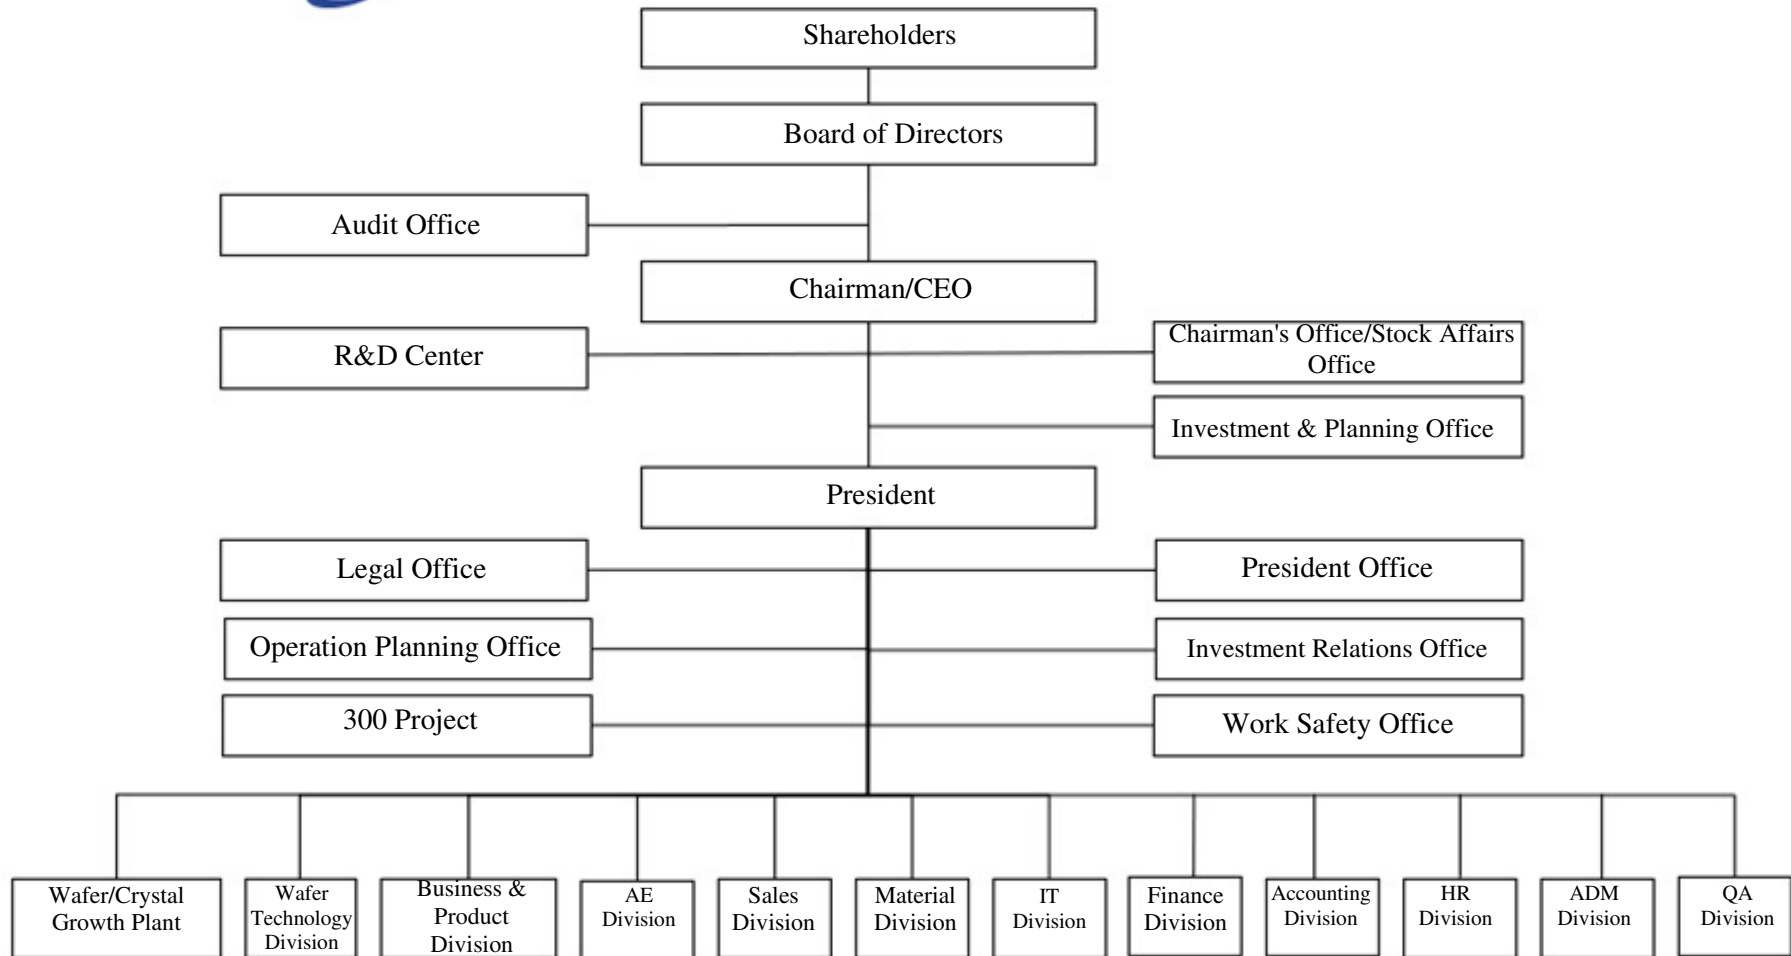 Shareholders
Board of Directors
Audit Office
Chairman/CEO
R&D Center
Chairman's Office/Stock Affairs
Office
Investment & Planning Office
President
Legal Office
President Office
Operation Planning Office
Investment Relations Office
300 Project
Work Safety Office
Wafer/Crystal
Growth Plant
Wafer
Technology
Division
Business &
Product
Division
AE
Division
Sales
Division
Material
Division
IT
Division
Finance
Division
Accounting
Division
HR
Division
ADM
Division
QA
Division